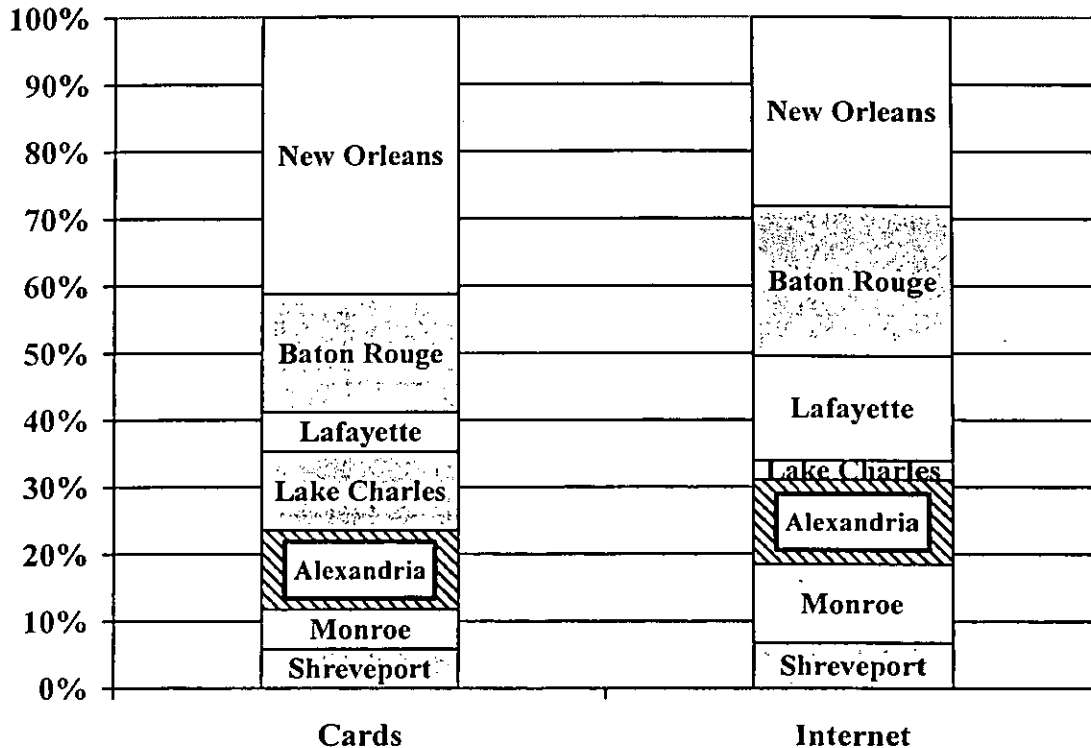 100%
90%
80%
70%
60%
50%
40%
30%
20%
10%
0%
New Orleans
Baton Rouge
Lafayette
Lake Charles
Alexandria
Monroe
Shreveport
New Orleans
Baton Rouge
Lafayette
Lake Charles
Alexandria
Monroe
Shreveport
Cards
Internet